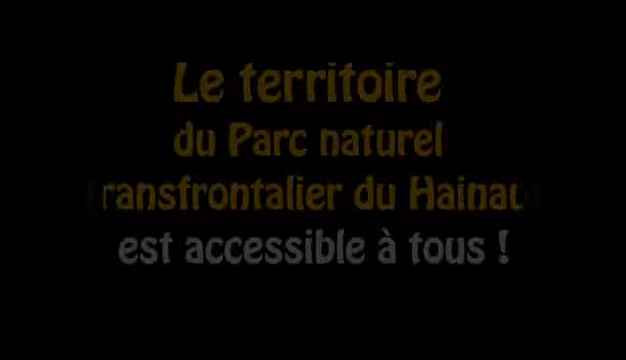 Le territoire
du Parc naturel
transfrontalier du Hainaut
est accessible à tous !